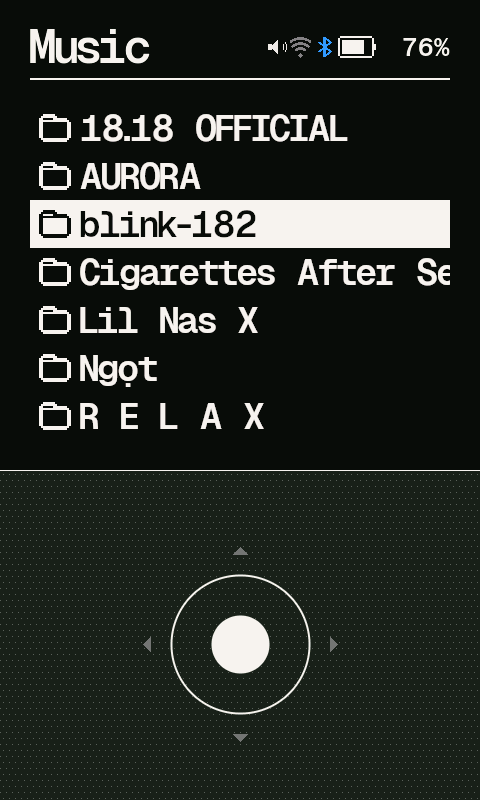 Music 76%
18.18 OFFICIAL
AURORA
blink-182
Cigarettes After Se
Lil Nas X
Ngọt
R E L A X